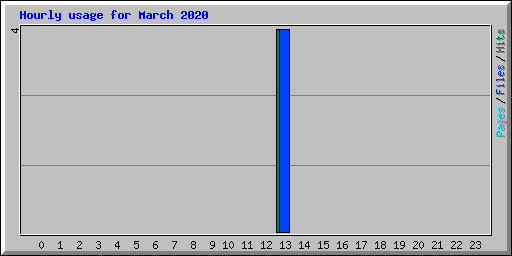 Hourly usage for March 2020
4
Pages/Files/Hits
0 1 2 3 4 5 6 7 8 9 10 11 12 13 14 15 16 17 18 19 20 21 22 23